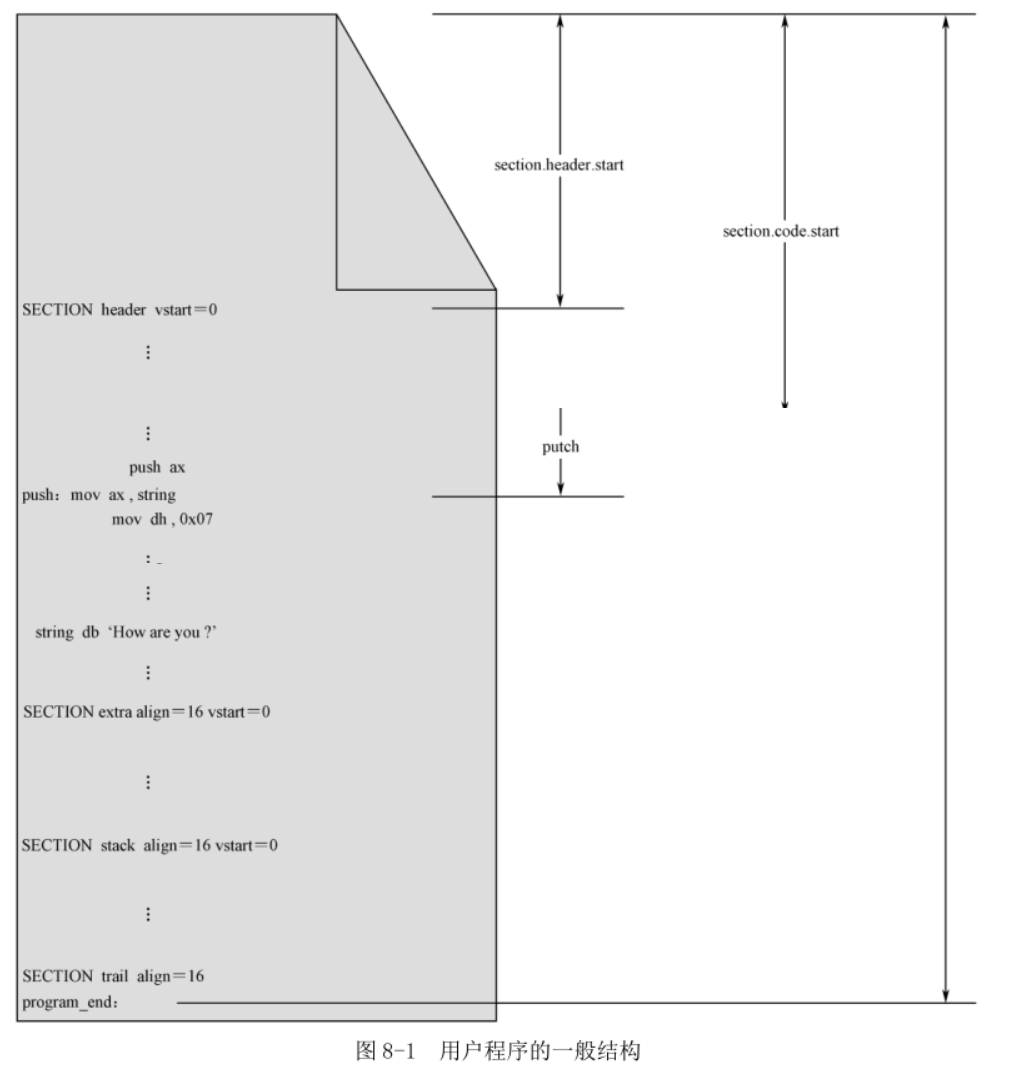 section.header.start
section.code.start
SECTION header vstart=0
⋮
⋮
putch
push ax
push: mov ax , string
mov dh , 0x07
⋮
⋮
string db ‘How are you ?’
⋮
SECTION extra align=16 vstart=0
⋮
SECTION stack align=16 vstart=0
⋮
SECTION trail align=16
program_end:
图 8-1 用户程序的一般结构